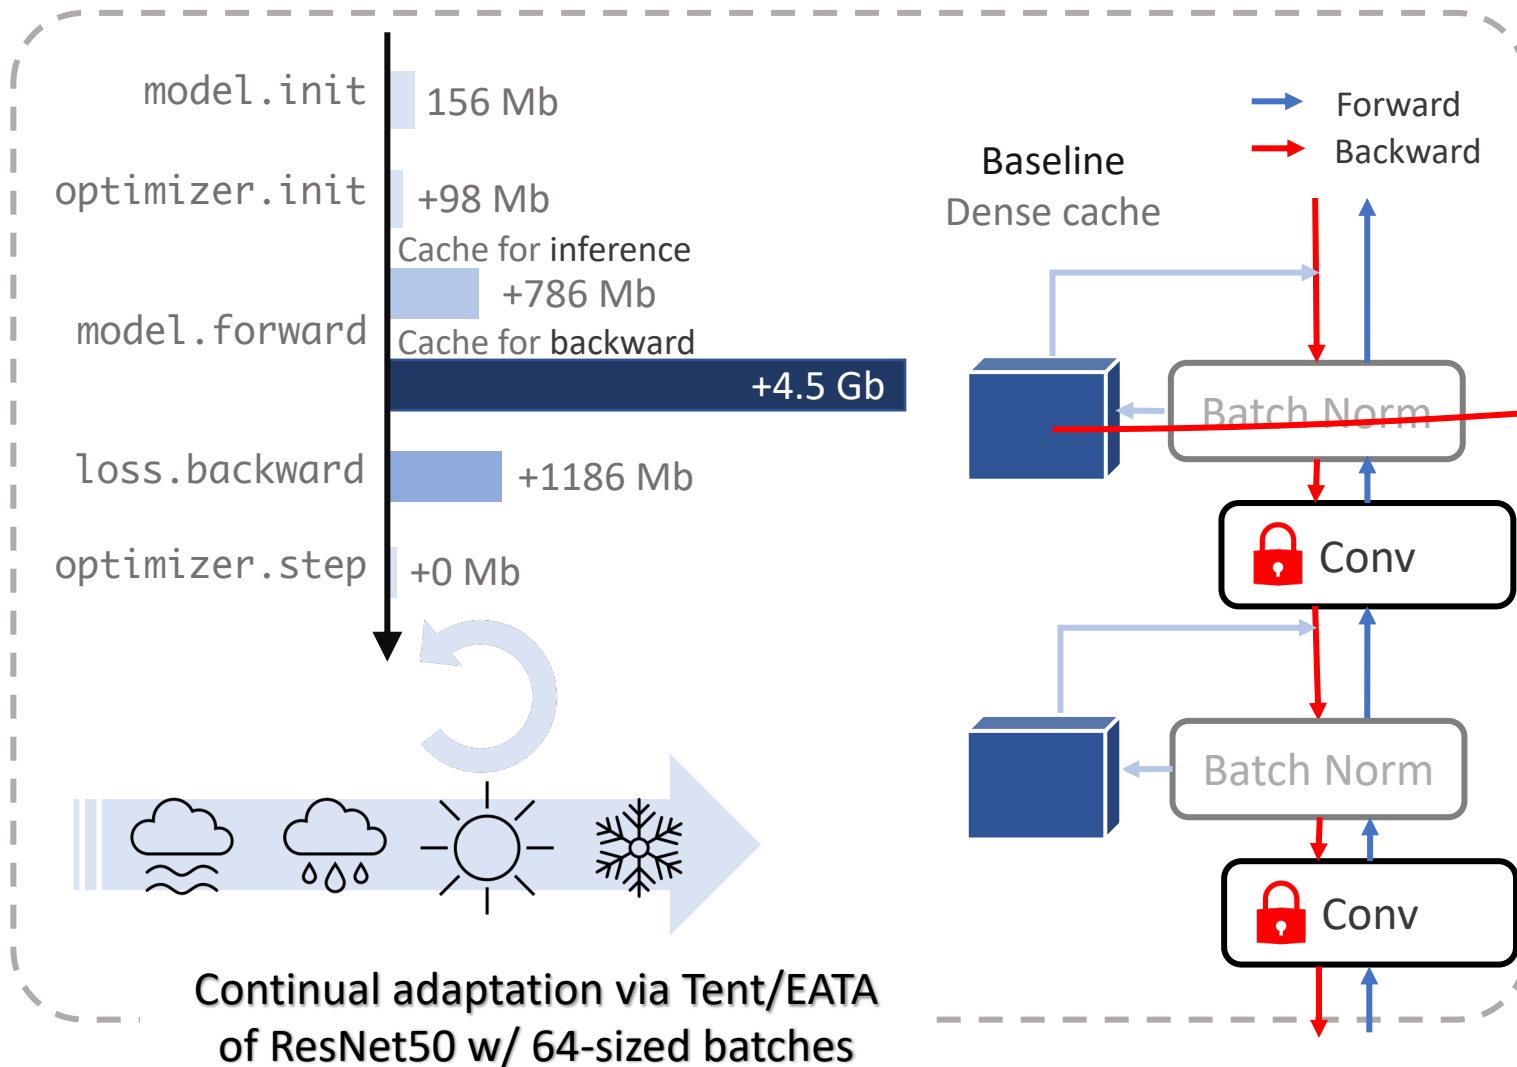 model.init
156 Mb
optimizer.init
+98 Mb
Cache for inference
+786 Mb
model.forward
Cache for backward
+4.5 Gb
loss.backward
+1186 Mb
optimizer.step
+0 Mb
Continual adaptation via Tent/EATA
of ResNet50 w/ 64-sized batches
Forward
Backward
Baseline
Dense cache
Batch Norm
Conv
Batch Norm
Conv